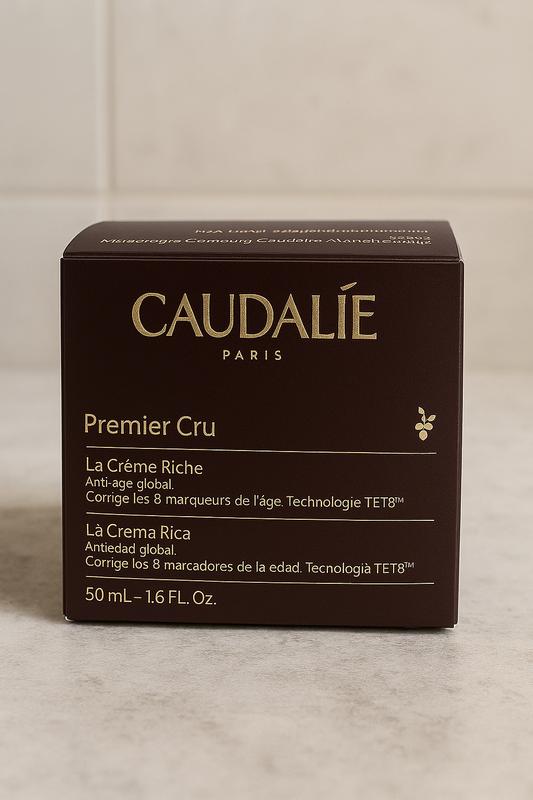 CAUDALÍE
PARIS
Premier Cru
La Créme Riche
Anti-age global.
Corrige les 8 marqueurs de l'áge. Technologie TET8™
Là Crema Rica
Antiedad global.
Corrige los 8 marcadores de la edad. Tecnologià TET8™
50 mL – 1.6 FL. Oz.